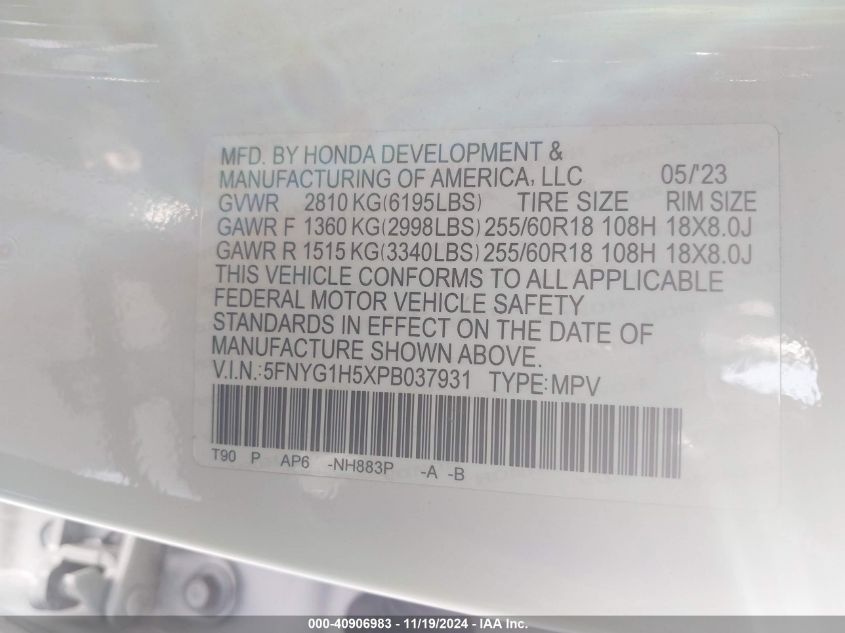 MFD. BY HONDA DEVELOPMENT &
MANUFACTURING OF AMERICA, LLC 05/'23
GVWR 2810 KG(6195LBS) TIRE SIZE RIM SIZE
GAWR F 1360 KG(2998LBS) 255/60R18 108H 18X8.0J
GAWR R 1515 KG(3340LBS) 255/60R18 108H 18X8.0J
THIS VEHICLE CONFORMS TO ALL APPLICABLE
FEDERAL MOTOR VEHICLE SAFETY
STANDARDS IN EFFECT ON THE DATE OF
MANUFACTURE SHOWN ABOVE.
V.I.N.:5FNYG1H5XPB037931 TYPE:MPV
T90 P AP6 -NH883P -A -B
000-40906983 - 11/19/2024 - IAA Inc.